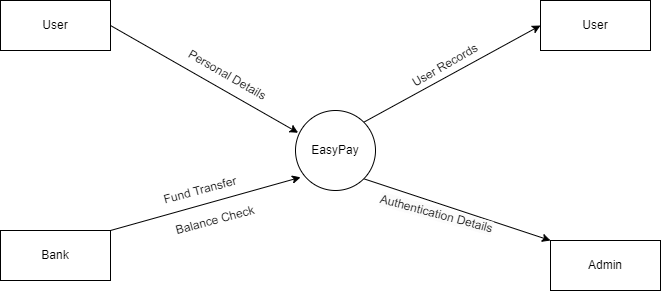 User
User
Personal Details
User Records
EasyPay
Fund Transfer
Balance Check
Authentication Details
Bank
Admin